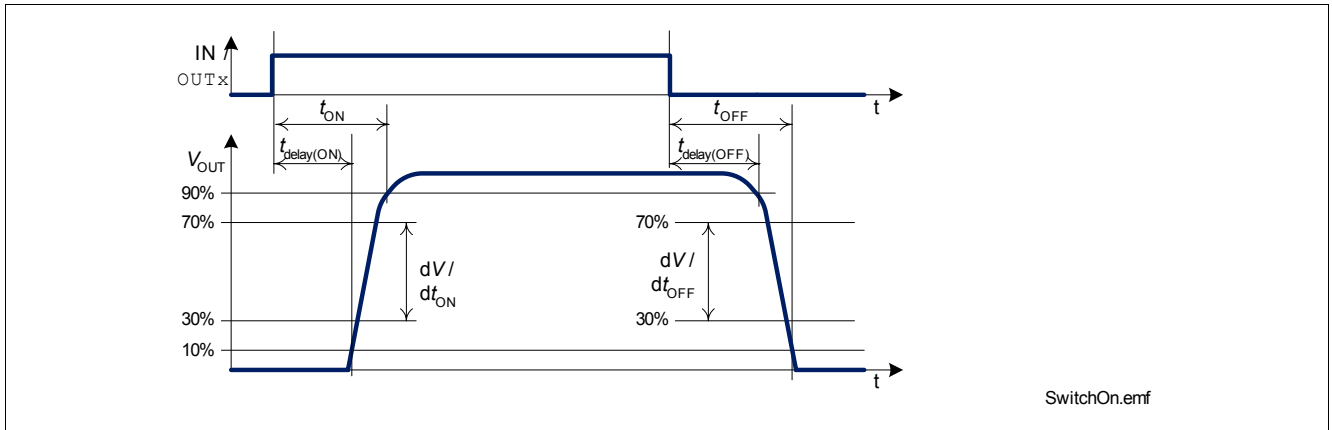 IN /
OUTx
t
tON
tOFF
tdelay(ON)
tdelay(OFF)
VOUT
90%
70%
70%
dV /
dtON
dV /
dtOFF
30%
30%
10%
t
SwitchOn.emf